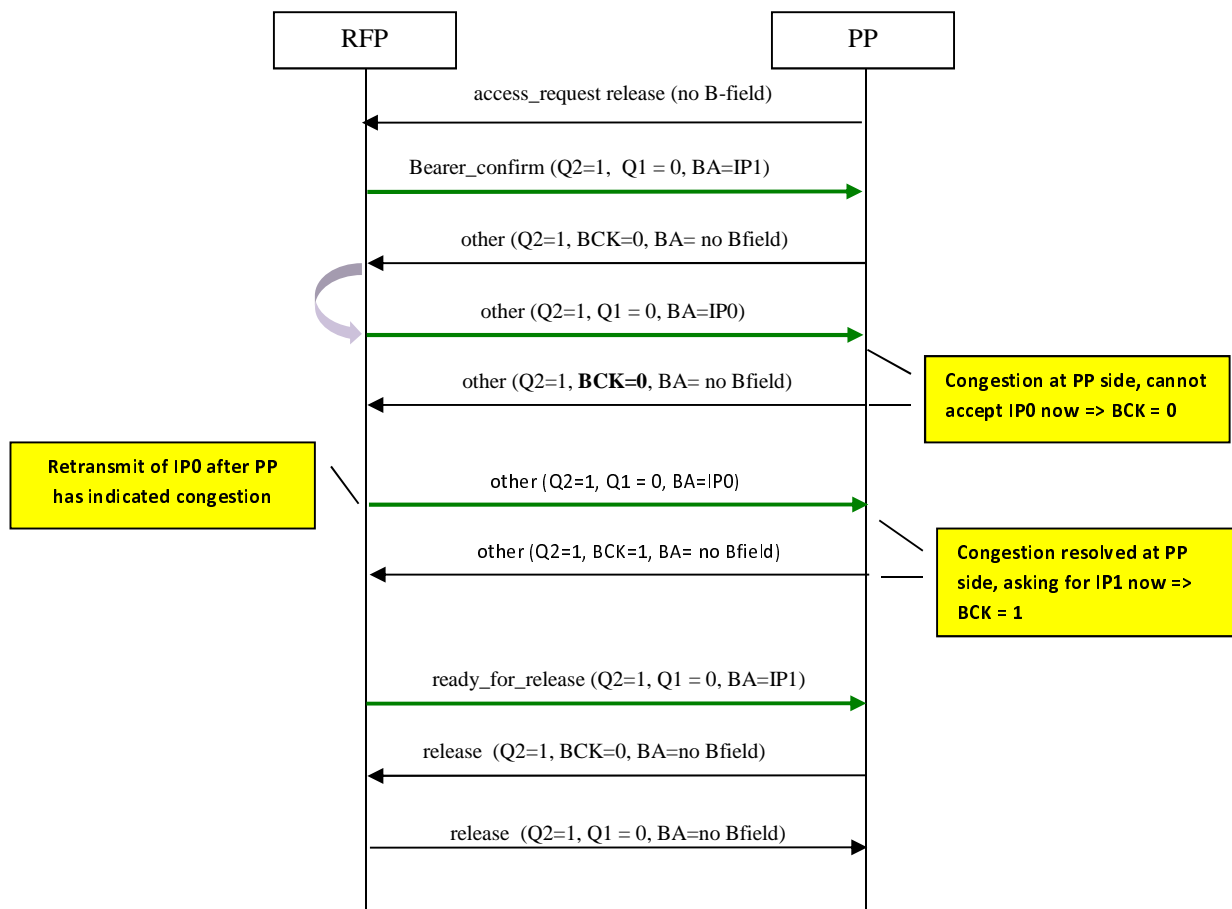 RFP
PP
access_request release (no B-field)
Bearer_confirm (Q2=1, Q1 = 0, BA=IP1)
other (Q2=1, BCK=0, BA= no Bfield)
other (Q2=1, Q1 = 0, BA=IP0)
other (Q2=1, BCK=0, BA= no Bfield)
Congestion at PP side, cannot
accept IP0 now => BCK = 0
Retransmit of IP0 after PP
has indicated congestion
other (Q2=1, Q1 = 0, BA=IP0)
other (Q2=1, BCK=1, BA= no Bfield)
Congestion resolved at PP
side, asking for IP1 now =>
BCK = 1
ready_for_release (Q2=1, Q1 = 0, BA=IP1)
release (Q2=1, BCK=0, BA=no Bfield)
release (Q2=1, Q1 = 0, BA=no Bfield)